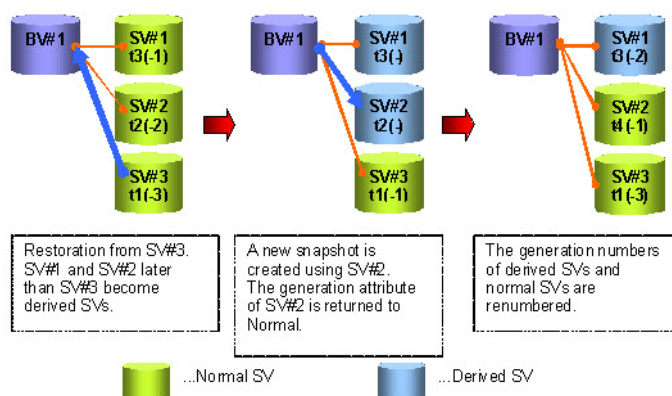 BV#1
SV#1
t3(-1)
SV#2
t2(-2)
SV#3
t1(-3)
BV#1
SV#1
t3(-)
SV#2
t2(-)
SV#3
t1(-1)
BV#1
SV#1
t3(-2)
SV#2
t4(-1)
SV#3
t1(-3)
Restoration from SV#3.
SV#1 and SV#2 later
than SV#3 become
derived SVs.
A new snapshot is
created using SV#2.
The generation attribute
of SV#2 is returned to
Normal.
The generation numbers
of derived SVs and
normal SVs are
renumbered.
...Normal SV
...Derived SV